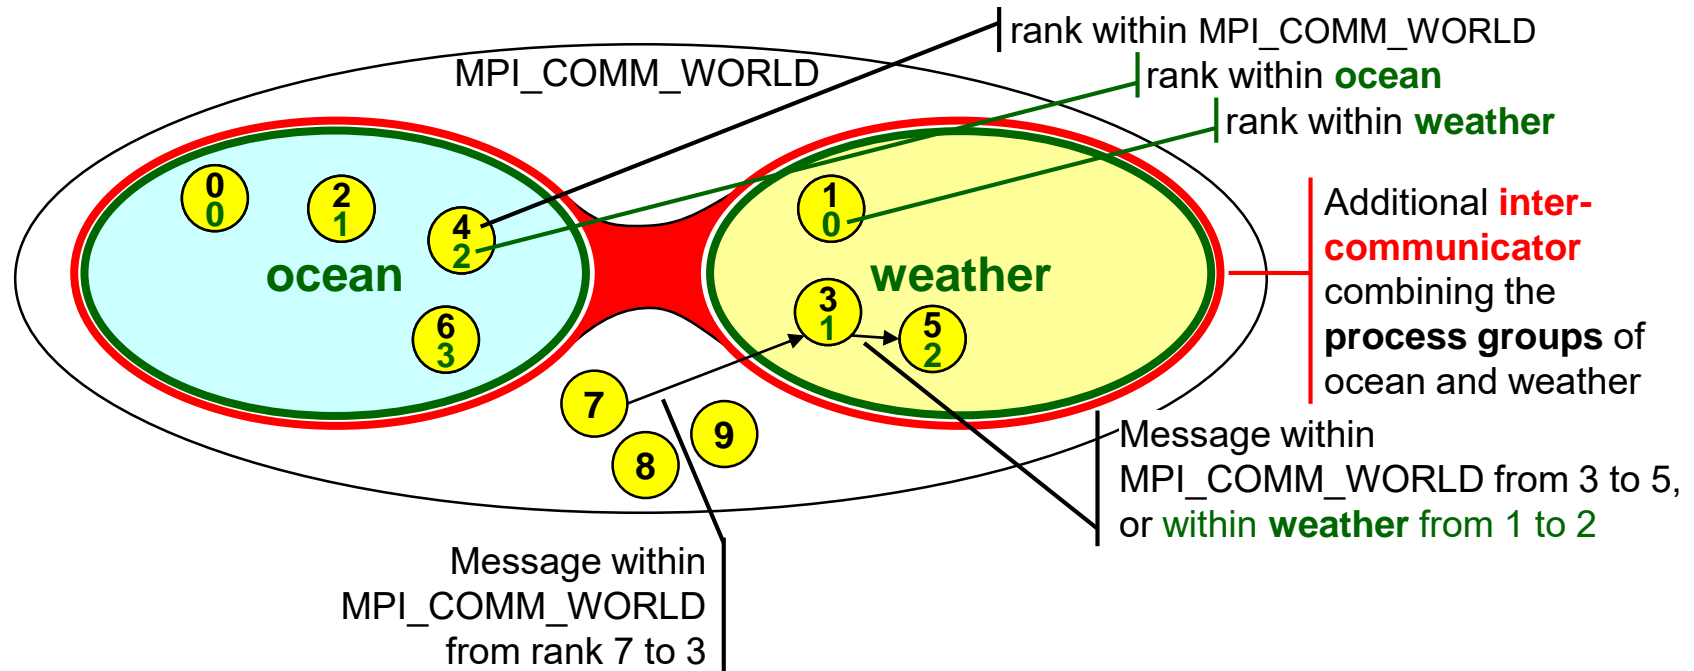 rank within MPI_COMM_WORLD
MPI_COMM_WORLD
rank within ocean
rank within weather
0
0
2
1
4
2
ocean
6
3
1
0
weather
3
1
5
2
Additional inter-
communicator
combining the
process groups of
ocean and weather
7
8
9
Message within
MPI_COMM_WORLD from 3 to 5,
or within weather from 1 to 2
Message within
MPI_COMM_WORLD
from rank 7 to 3